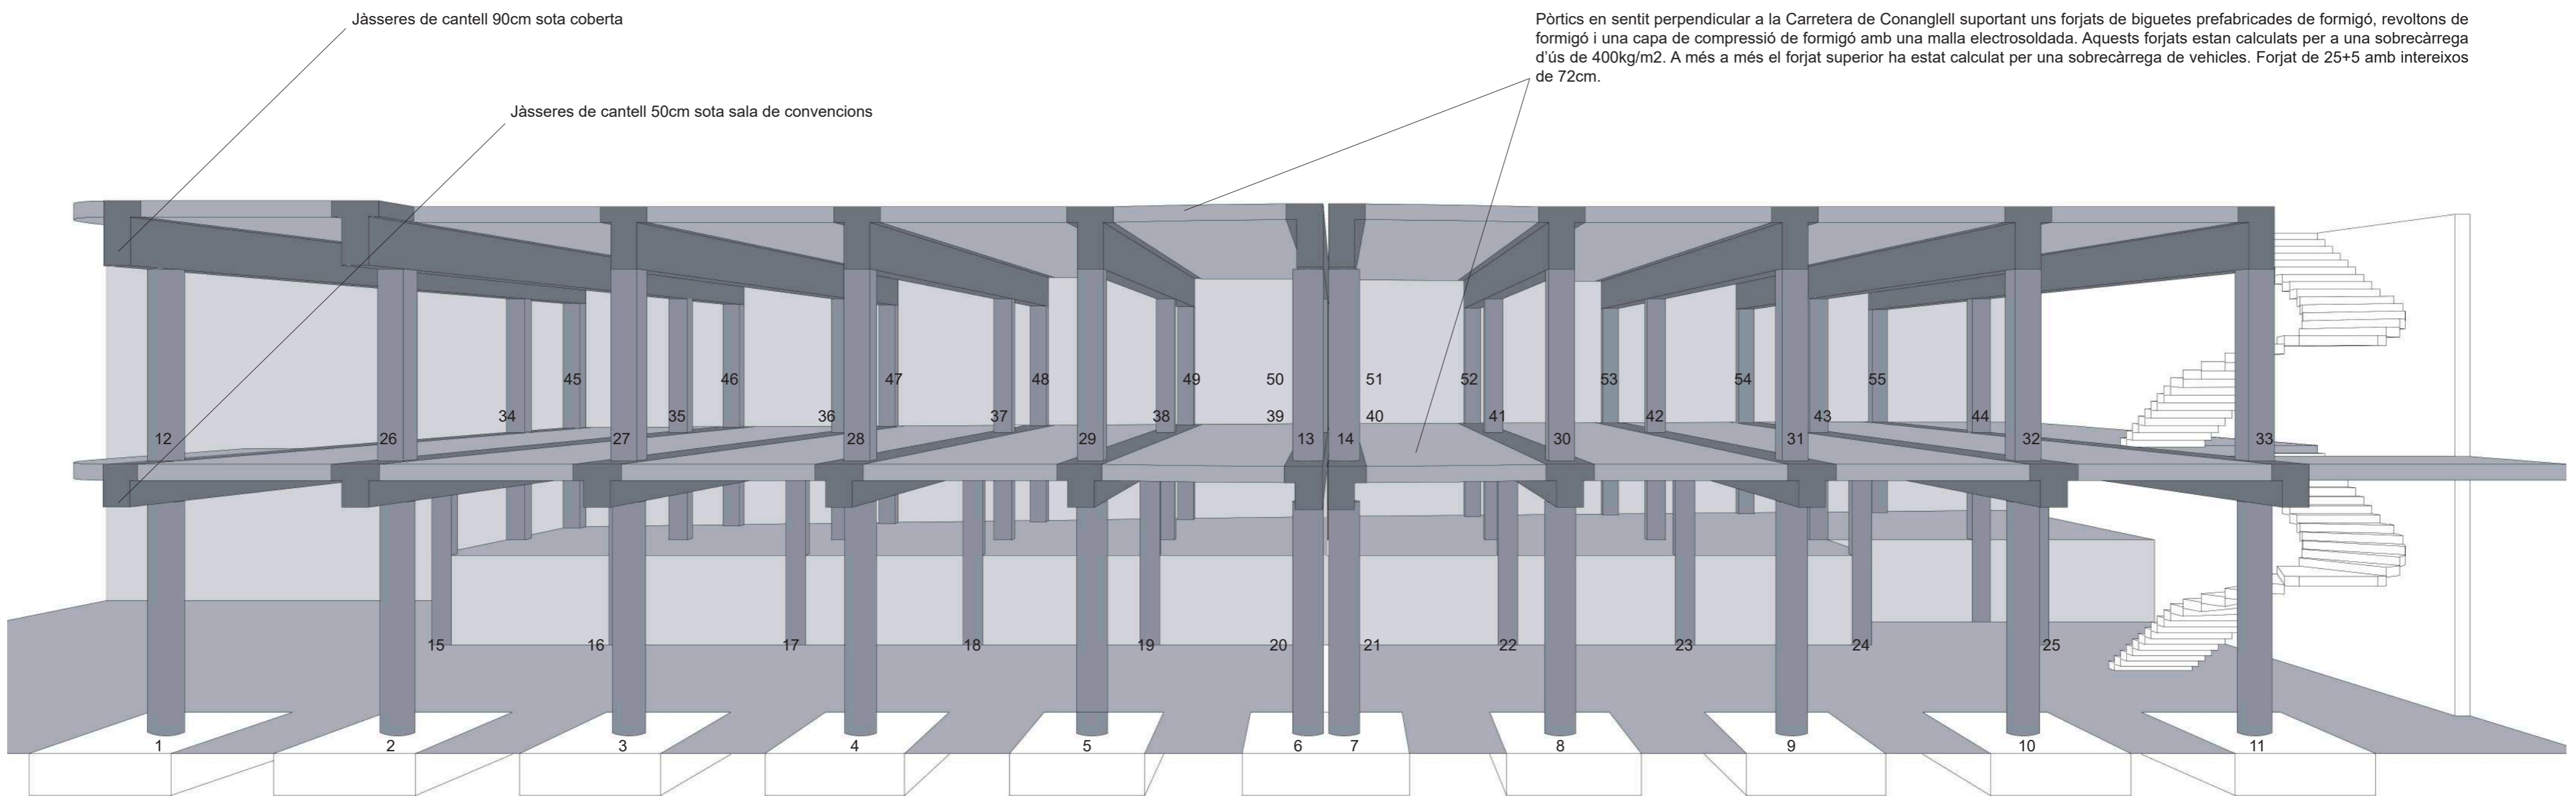 Jàsseres de cantell 90cm sota coberta
Pòrtics en sentit perpendicular a la Carretera de Conanglell suportant uns forjats de biguetes prefabricades de formigó, revoltons de
formigó i una capa de compressió de formigó amb una malla electrosoldada. Aquests forjats estan calculats per a una sobrecàrrega
d'ús de 400kg/m2. A més a més el forjat superior ha estat calculat per una sobrecàrrega de vehicles. Forjat de 25+5 amb intereixos
de 72cm.
Jàsseres de cantell 50cm sota sala de convencions
45 46 47 48 49 50 51 52 53 54 55
34 35 36 37 38 39 40 41 42 43 44
12 26 27 28 29 13 14 30 31 32 33
15 16 17 18 19 20 21 22 23 24 25
1 2 3 4 5 6 7 8 9 10 11